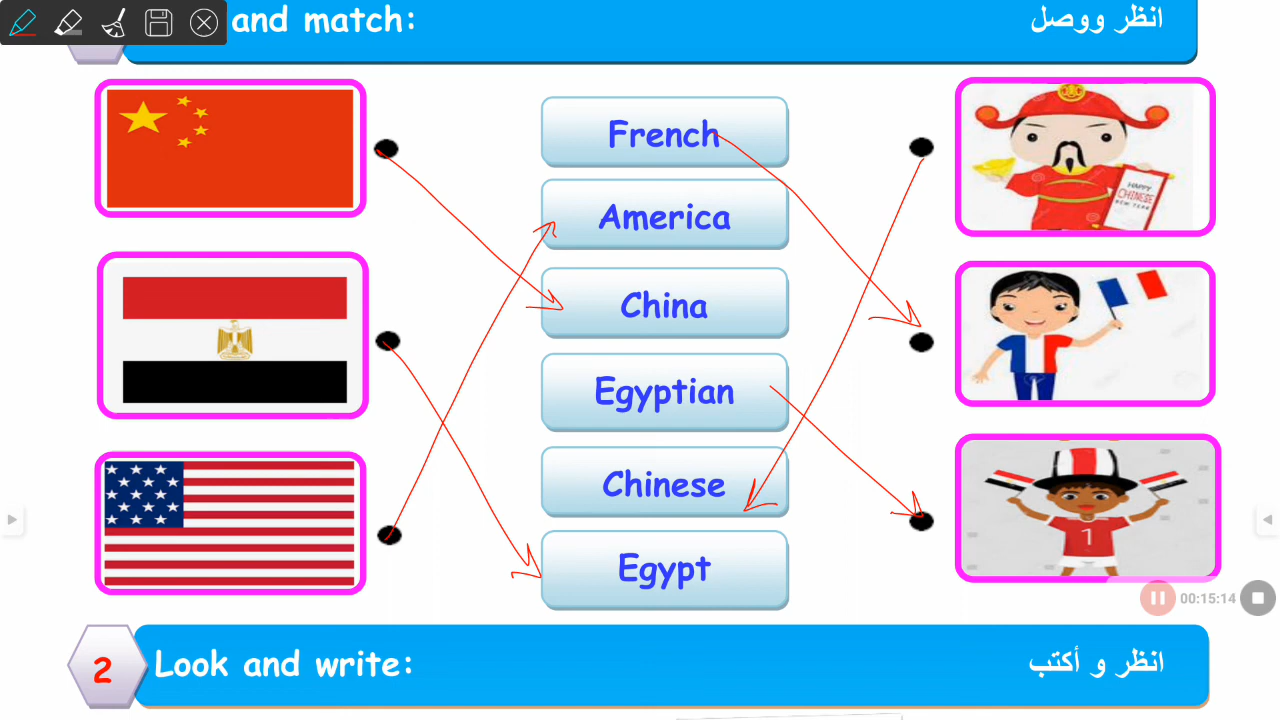 and match:
انظر ووصل
French
America
China
Egyptian
Chinese
Egypt
HAPPY
CHINESE
NEW YEAR
1
00:15:14
2
Look and write:
انظر و أكتب